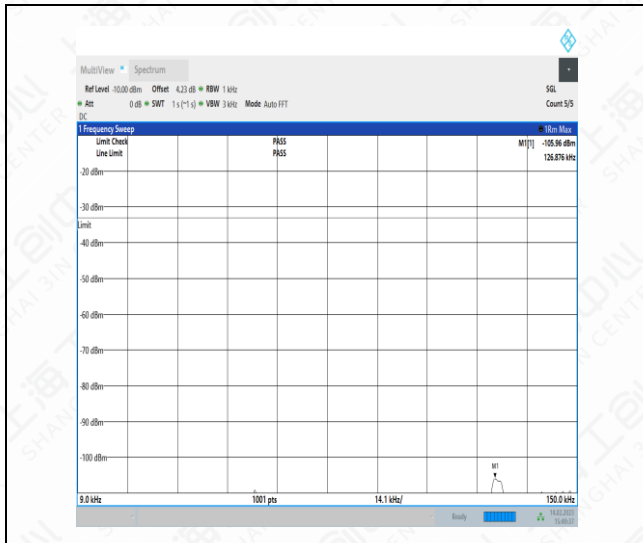 MultiView Spectrum
Ref Level -10.00 dBm Offset 4.23 dB RBW 1 kHz SGL
Att 0 dB SWT 1 s (~1 s) VBW 3 kHz Mode Auto FFT Count 5/5
DC
1 Frequency Sweep 1Rm Max
Limit Check PASS M1[1] -105.96 dBm
Line Limit PASS 126.876 kHz
-20 dBm
-30 dBm
Limit
-40 dBm
-50 dBm
-60 dBm
-70 dBm
-80 dBm
-90 dBm
-100 dBm
M1
9.0 kHz 1001 pts 14.1 kHz/ 150.0 kHz
Ready